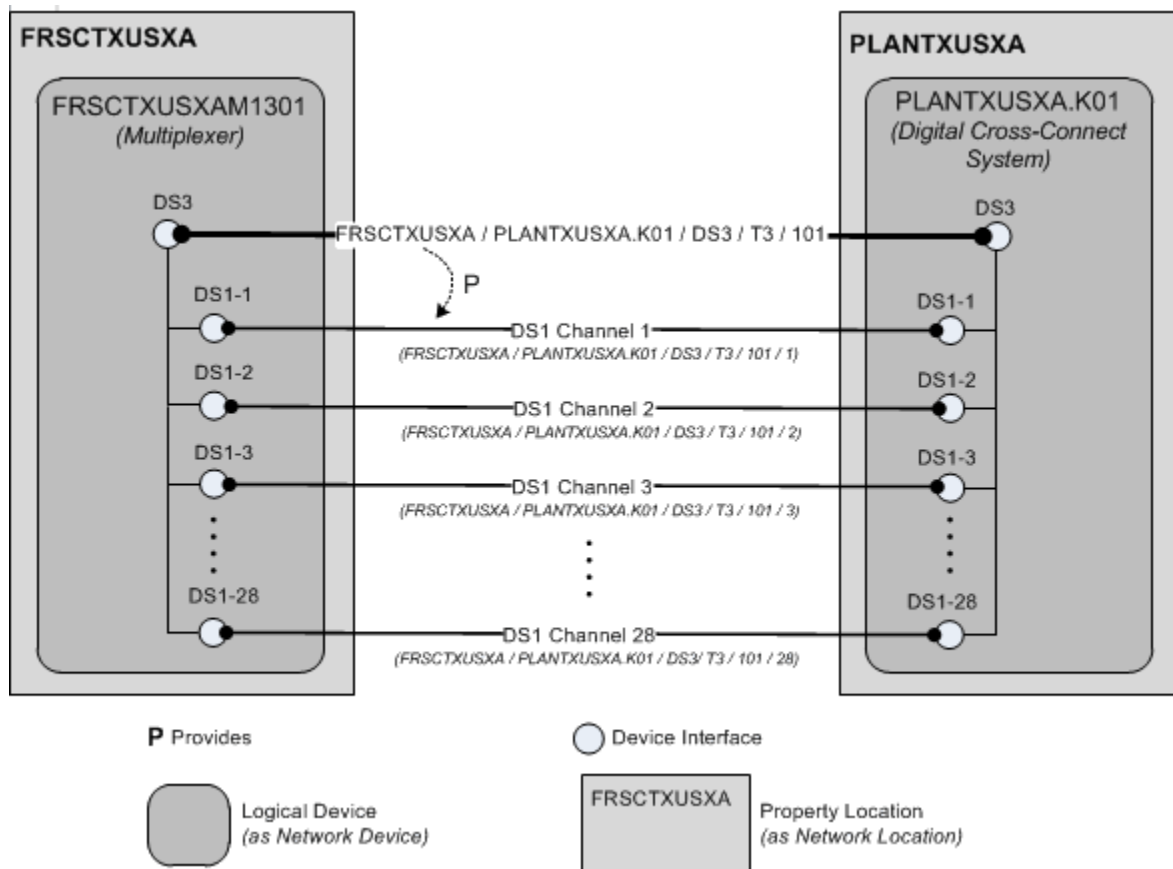 FRSCTXUSXA
FRSCTXUSXAM1301
(Multiplexer)
DS3
DS1-1
DS1-2
DS1-3
DS1-28
FRSCTXUSXA / PLANTXUSXA.K01 / DS3 / T3 / 101
P
DS1 Channel 1
(FRSCTXUSXA / PLANTXUSXA.K01 / DS3 / T3 / 101 / 1)
DS1 Channel 2
(FRSCTXUSXA / PLANTXUSXA.K01 / DS3 / T3 / 101 / 2)
DS1 Channel 3
(FRSCTXUSXA / PLANTXUSXA.K01 / DS3 / T3 / 101 / 3)
DS1 Channel 28
(FRSCTXUSXA / PLANTXUSXA.K01 / DS3/ T3 / 101 / 28)
PLANTXUSXA
PLANTXUSXA.K01
(Digital Cross-Connect
System)
DS3
DS1-1
DS1-2
DS1-3
DS1-28
P Provides
Device Interface
Logical Device
(as Network Device)
FRSCTXUSXA
Property Location
(as Network Location)